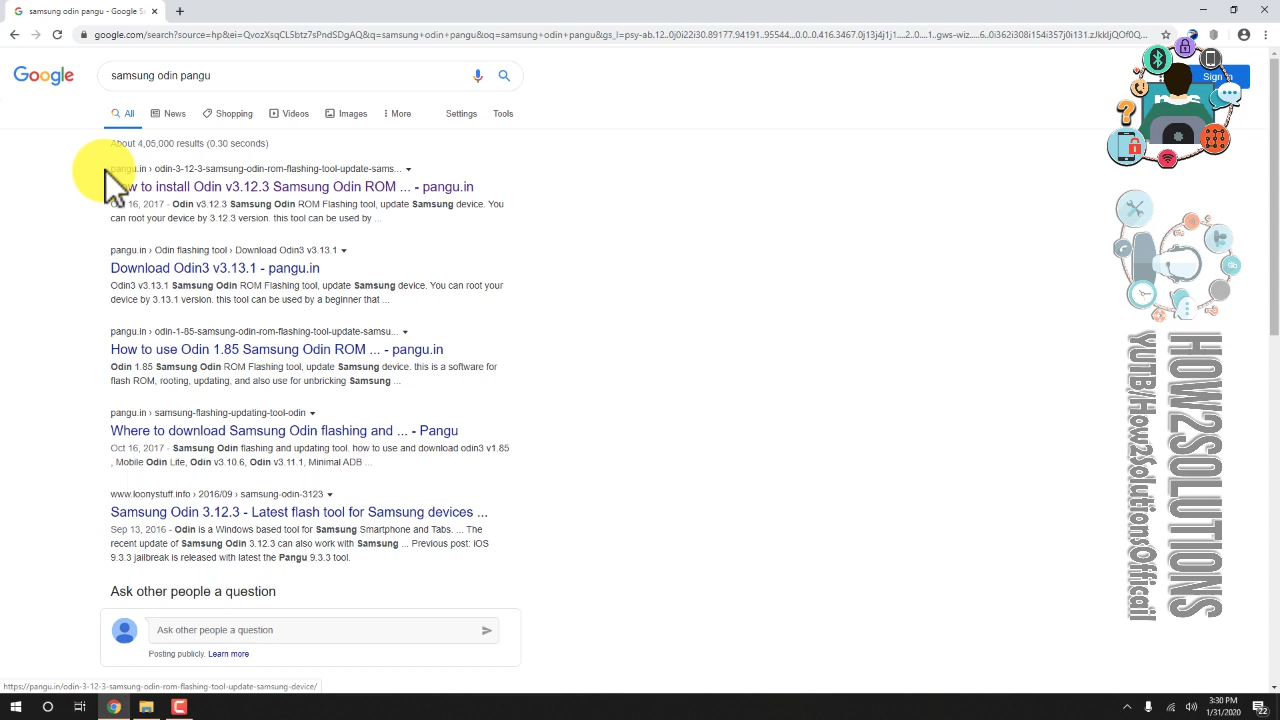 samsung odin pangu - Google S
google.com/search?source=hp&ei=QvozXsqCL5btz7sPndSDgAQ&q=samsung+odin+pangu&oq=samsung+odin+pangu&gs_l=psy-ab.12..0j0i22i30.89177.94191..95544...0.0..0.416.3467.0j13j4j1j1....2..0....1..gws-wiz.....6..0i362i308i154i357j0i131.zJkkIjQOf0Q...
Google
samsung odin pangu
Sign
All
News
Shopping
Videos
Images
More
Settings
Tools
About 4,05,000 results (0.30 seconds)
pangu.in › odin-3-12-3-samsung-odin-rom-flashing-tool-update-sams...
ow to install Odin v3.12.3 Samsung Odin ROM ... - pangu.in
16, 2017 - Odin v3.12.3 Samsung Odin ROM Flashing tool, update Samsung device. You
can root your device by 3.12.3 version. this tool can be used by ...
pangu.in › Odin flashing tool › Download Odin3 v3.13.1
Download Odin3 v3.13.1 - pangu.in
Odin3 v3.13.1 Samsung Odin ROM Flashing tool, update Samsung device. You can root your
device by 3.13.1 version. this tool can be used by a beginner that ...
pangu.in › odin-1-85-samsung-odin-rom-flashing-tool-update-samsu...
How to use Odin 1.85 Samsung Odin ROM ... - pangu.in
Odin 1.85 Samsung Odin ROM Flashing tool, update Samsung device. this is a software for
flash ROM, rooting, updating, and also use for unbricking Samsung ...
pangu.in › samsung-flashing-updating-tool-odin
Where to download Samsung Odin flashing and ... - Pangu
Oct 16, 2017 - Samsung Odin flashing and updating tool. how to use and download odin3 v1.85
, Mobile Odin Lite, Odin v3.10.6, Odin v3.11.1, Minimal ADB ...
www.loonystuff.info › 2016/09 › samsung-odin-3123
Samsung Odin 3.12.3 - Latest flash tool for Samsung devices ...
Sep 13, 2016 - Odin is a Windows based tool for Samsung Smartphone and Tabs. ... The
recent update of Samsung Odin 3.12.3 can also work with Samsung ... Previous post: iOS
9.3.3 jailbreak is released with latest the Pangu 9.3.3 tool.
Ask other people a question
Ask other people a question
Posting publicly. Learn more
HOW2SOLUTIONS
YUTB/How2SolutionsOfficail
https://pangu.in/odin-3-12-3-samsung-odin-rom-flashing-tool-update-samsung-device/
3:30 PM
1/31/2020
22